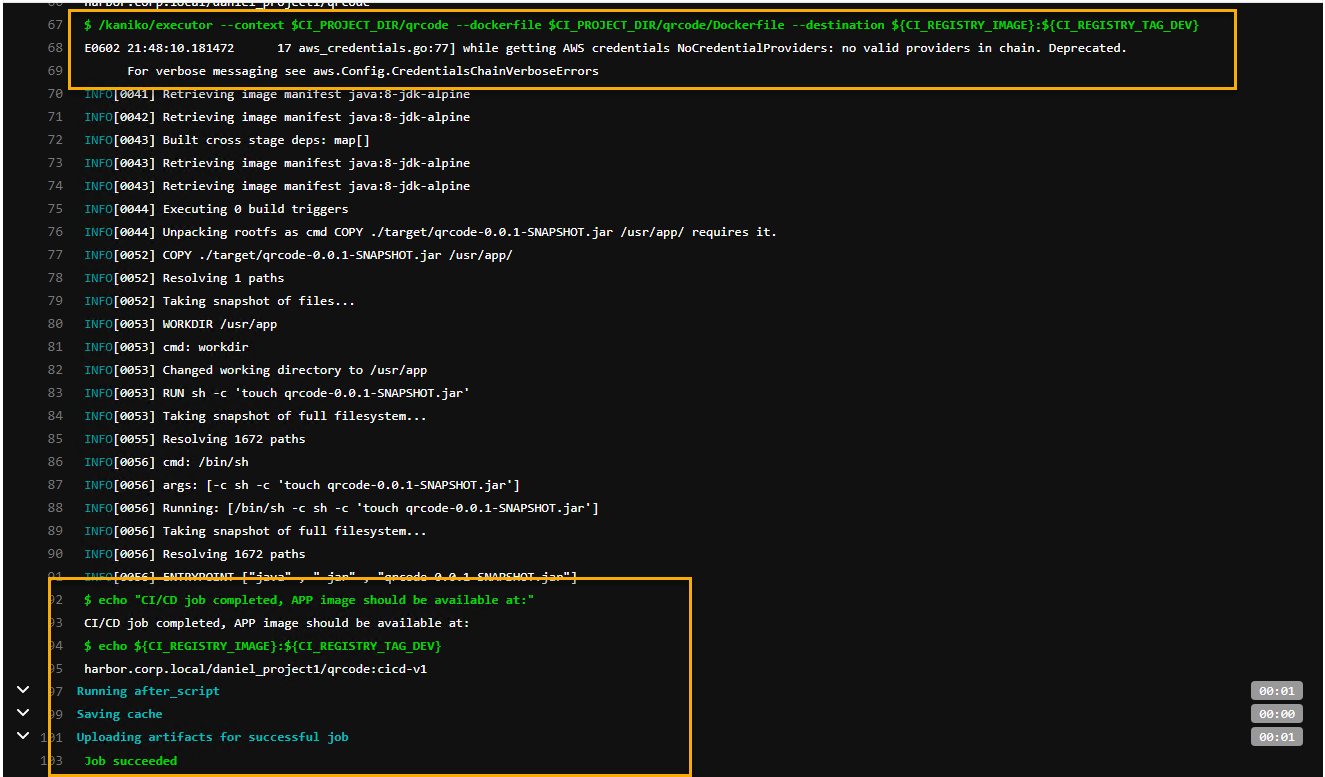 harbor.corp.local/daniel_project1/qrcode
67 $ /kaniko/executor --context $CI_PROJECT_DIR/qrcode --dockerfile $CI_PROJECT_DIR/qrcode/Dockerfile --destination ${CI_REGISTRY_IMAGE}:${CI_REGISTRY_TAG_DEV}
68 E0602 21:48:10.181472 17 aws_credentials.go:77] while getting AWS credentials NoCredentialProviders: no valid providers in chain. Deprecated.
69 For verbose messaging see aws.Config.CredentialsChainVerboseErrors
70 INFO[0041] Retrieving image manifest java:8-jdk-alpine
71 INFO[0042] Retrieving image manifest java:8-jdk-alpine
72 INFO[0043] Built cross stage deps: map[]
73 INFO[0043] Retrieving image manifest java:8-jdk-alpine
74 INFO[0043] Retrieving image manifest java:8-jdk-alpine
75 INFO[0044] Executing 0 build triggers
76 INFO[0044] Unpacking rootfs as cmd COPY ./target/qrcode-0.0.1-SNAPSHOT.jar /usr/app/ requires it.
77 INFO[0052] COPY ./target/qrcode-0.0.1-SNAPSHOT.jar /usr/app/
78 INFO[0052] Resolving 1 paths
79 INFO[0052] Taking snapshot of files...
80 INFO[0053] WORKDIR /usr/app
81 INFO[0053] cmd: workdir
82 INFO[0053] Changed working directory to /usr/app
83 INFO[0053] RUN sh -c 'touch qrcode-0.0.1-SNAPSHOT.jar'
84 INFO[0053] Taking snapshot of full filesystem...
85 INFO[0055] Resolving 1672 paths
86 INFO[0056] cmd: /bin/sh
87 INFO[0056] args: [-c sh -c 'touch qrcode-0.0.1-SNAPSHOT.jar']
88 INFO[0056] Running: [/bin/sh -c sh -c 'touch qrcode-0.0.1-SNAPSHOT.jar']
89 INFO[0056] Taking snapshot of full filesystem...
90 INFO[0056] Resolving 1672 paths
91 INFO[0056] ENTRYPOINT ["java" , "-jar" , "qrcode-0.0.1-SNAPSHOT.jar"]
92 $ echo "CI/CD job completed, APP image should be available at:"
93 CI/CD job completed, APP image should be available at:
94 $ echo ${CI_REGISTRY_IMAGE}:${CI_REGISTRY_TAG_DEV}
95 harbor.corp.local/daniel_project1/qrcode:cicd-v1
97 Running after_script 00:01
99 Saving cache 00:00
101 Uploading artifacts for successful job 00:01
103 Job succeeded